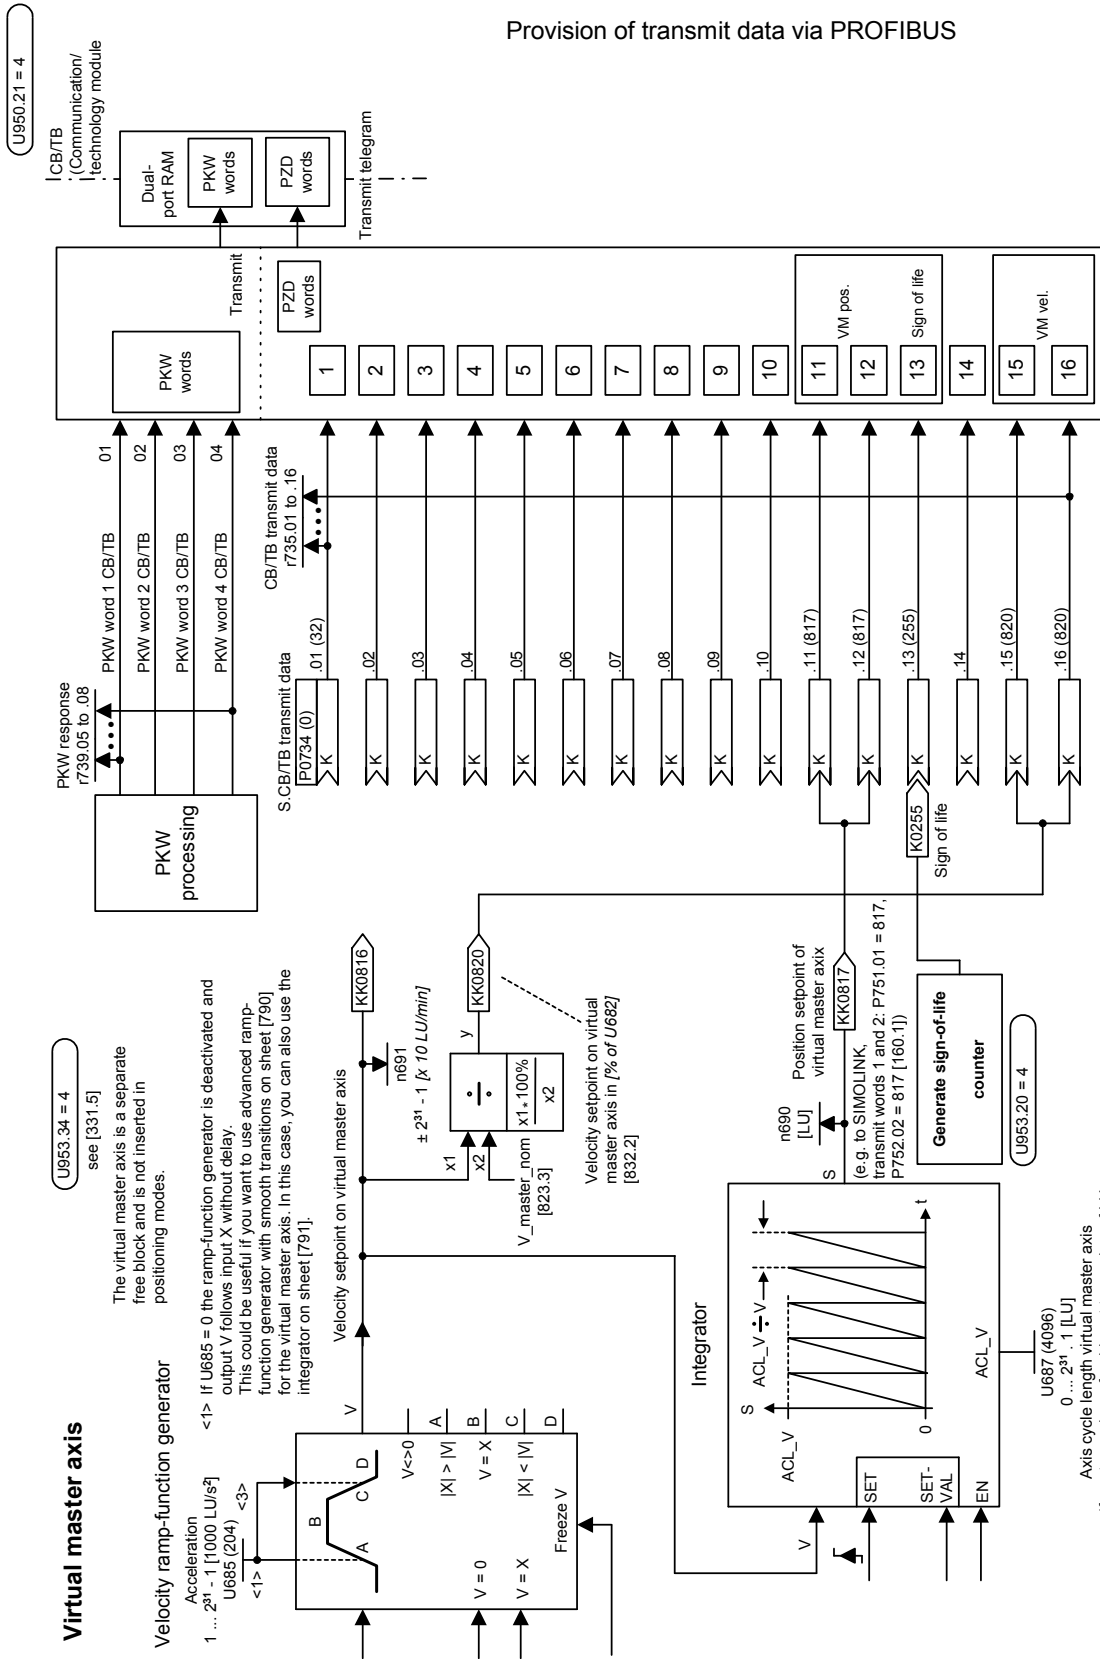 Provision of transmit data via PROFIBUS
U950.21 = 4
CB/TB
(Communication/
technology module
Dual-
port RAM
PKW
words
PZD
words
Transmit telegram
Transmit
PKW
words
PZD
words
1
2
3
4
5
6
7
8
9
10
11
12
13
14
15
16
VM pos.
Sign of life
VM vel.
01
02
03
04
PKW word 1 CB/TB
PKW word 2 CB/TB
PKW word 3 CB/TB
PKW word 4 CB/TB
PKW response
r739.05 to .08
PKW
processing
CB/TB transmit data
r735.01 to .16
S.CB/TB transmit data
P0734 (0)
K
.01 (32)
K
.02
K
.03
K
.04
K
.05
K
.06
K
.07
K
.08
K
.09
K
.10
K
.11 (817)
K
.12 (817)
K
.13 (255)
K
.14
K
.15 (820)
K
.16 (820)
K0255
Sign of life
Virtual master axis
U953.34 = 4
see [331.5]
The virtual master axis is a separate
free block and is not inserted in
positioning modes.
Velocity ramp-function generator
<1> If U685 = 0 the ramp-function generator is deactivated and
output V follows input X without delay.
This could be useful if you want to use advanced ramp-
function generator with smooth transitions on sheet [790]
for the virtual master axis. In this case, you can also use the
integrator on sheet [791].
Acceleration
1 ... 2³¹ - 1 [1000 LU/s²]
U685 (204)
<1>
<3>
A
B
C
D
V
V<>0
|X| > |V|
A
V = X
B
|X| < |V|
C
D
V = 0
V = X
Freeze V
Velocity setpoint on virtual master axis
KK0816
n691
± 2³¹ - 1 [x 10 LU/min]
x1
x2
y
x1 * 100%
x2
V_master_nom
[823.3]
KK0820
Velocity setpoint on virtual
master axis in [% of U682]
[832.2]
Position setpoint of
virtual master axix
KK0817
n690
[LU]
S
(e.g. to SIMOLINK,
transmit words 1 and 2: P751.01 = 817,
P752.02 = 817 [160.1])
Generate sign-of-life
counter
U953.20 = 4
Integrator
V
S
ACL_V
ACL_V ÷ V
0
t
SET
SET-
VAL
EN
ACL_V
U687 (4096)
0 ... 2³¹ . 1 [LU]
Axis cycle length virtual master axis